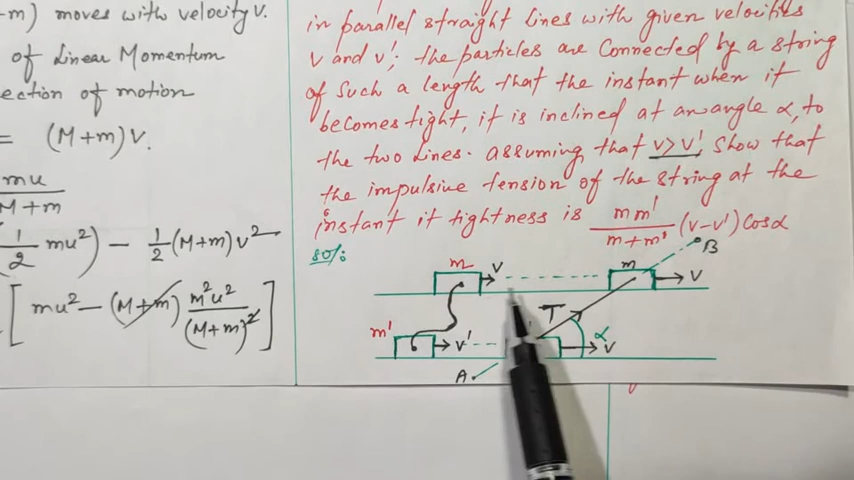 -m) moves with velocity V.
of Linear Momentum
ection of motion
= (M+m)V.
mu
M+m
(1/2 mu²) - 1/2 (M+m) v²
[mu² - (M+m) m²u²/(M+m)²]
in parallel straight lines with given velocities
V and V'; the particles are connected by a string
of such a length that the instant when it
becomes tight, it is inclined at an angle α, to
the two lines. assuming that V>V', show that
the impulsive tension of the string at the
instant it tightness is mm'/m+m' (V-V') Cosα
Soln:
B
m V m V
T
m' V' α V
A